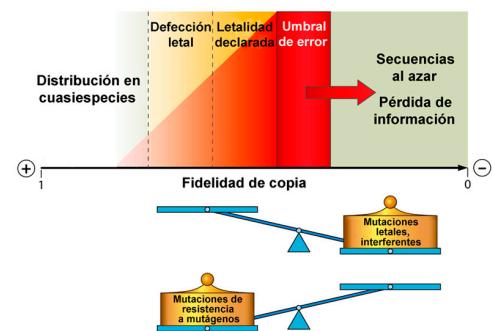 Defección
letal
Letalidad
declarada
Umbral
de error
Distribución en
cuasiespecies
Secuencias
al azar
Pérdida de
información
+
−
1
Fidelidad de copia
0
Mutaciones
letales,
interferentes
Mutaciones de
resistencia
a mutágenos